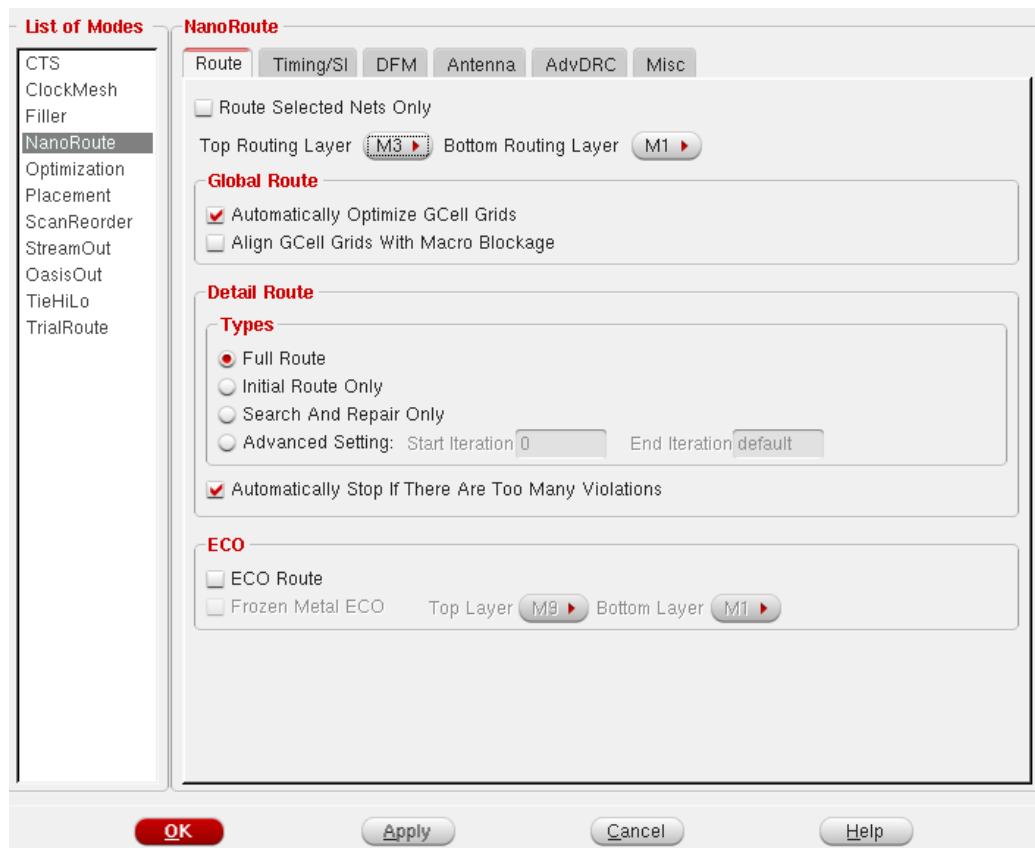 List of Modes
CTS
ClockMesh
Filler
NanoRoute
Optimization
Placement
ScanReorder
StreamOut
OasisOut
TieHiLo
TrialRoute
NanoRoute
Route Timing/SI DFM Antenna AdvDRC Misc
Route Selected Nets Only
Top Routing Layer M3 Bottom Routing Layer M1
Global Route
Automatically Optimize GCell Grids
Align GCell Grids With Macro Blockage
Detail Route
Types
Full Route
Initial Route Only
Search And Repair Only
Advanced Setting: Start Iteration 0 End Iteration default
Automatically Stop If There Are Too Many Violations
ECO
ECO Route
Frozen Metal ECO Top Layer M9 Bottom Layer M1
OK Apply Cancel Help